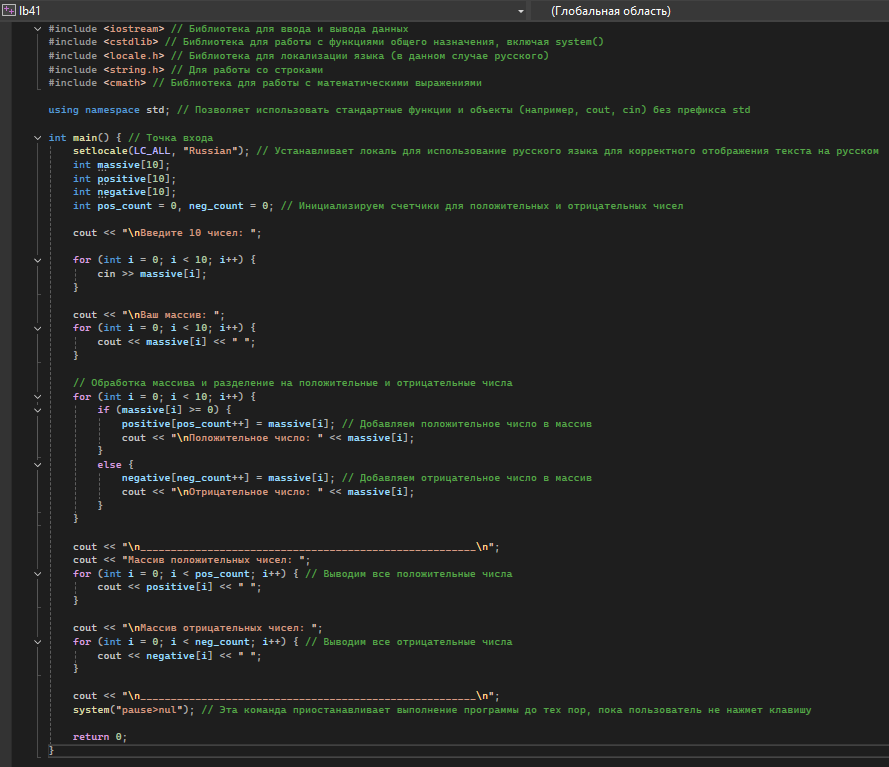 lb41 (Глобальная область)
#include <iostream> // Библиотека для ввода и вывода данных
#include <cstdlib> // Библиотека для работы с функциями общего назначения, включая system()
#include <locale.h> // Библиотека для локализации языка (в данном случае русского)
#include <string.h> // Для работы со строками
#include <cmath> // Библиотека для работы с математическими выражениями

using namespace std; // Позволяет использовать стандартные функции и объекты (например, cout, cin) без префикса std

int main() { // Точка входа
    setlocale(LC_ALL, "Russian"); // Устанавливает локаль для использование русского языка для корректного отображения текста на русском
    int massive[10];
    int positive[10];
    int negative[10];
    int pos_count = 0, neg_count = 0; // Инициализируем счетчики для положительных и отрицательных чисел

    cout << "\nВведите 10 чисел: ";

    for (int i = 0; i < 10; i++) {
        cin >> massive[i];
    }

    cout << "\nВаш массив: ";
    for (int i = 0; i < 10; i++) {
        cout << massive[i] << " ";
    }

    // Обработка массива и разделение на положительные и отрицательные числа
    for (int i = 0; i < 10; i++) {
        if (massive[i] >= 0) {
            positive[pos_count++] = massive[i]; // Добавляем положительное число в массив
            cout << "\nПоложительное число: " << massive[i];
        }
        else {
            negative[neg_count++] = massive[i]; // Добавляем отрицательное число в массив
            cout << "\nОтрицательное число: " << massive[i];
        }
    }

    cout << "\n_______________________________________________________\n";
    cout << "Массив положительных чисел: ";
    for (int i = 0; i < pos_count; i++) { // Выводим все положительные числа
        cout << positive[i] << " ";
    }

    cout << "\nМассив отрицательных чисел: ";
    for (int i = 0; i < neg_count; i++) { // Выводим все отрицательные числа
        cout << negative[i] << " ";
    }

    cout << "\n_______________________________________________________\n";
    system("pause>nul"); // Эта команда приостанавливает выполнение программы до тех пор, пока пользователь не нажмет клавишу

    return 0;
}